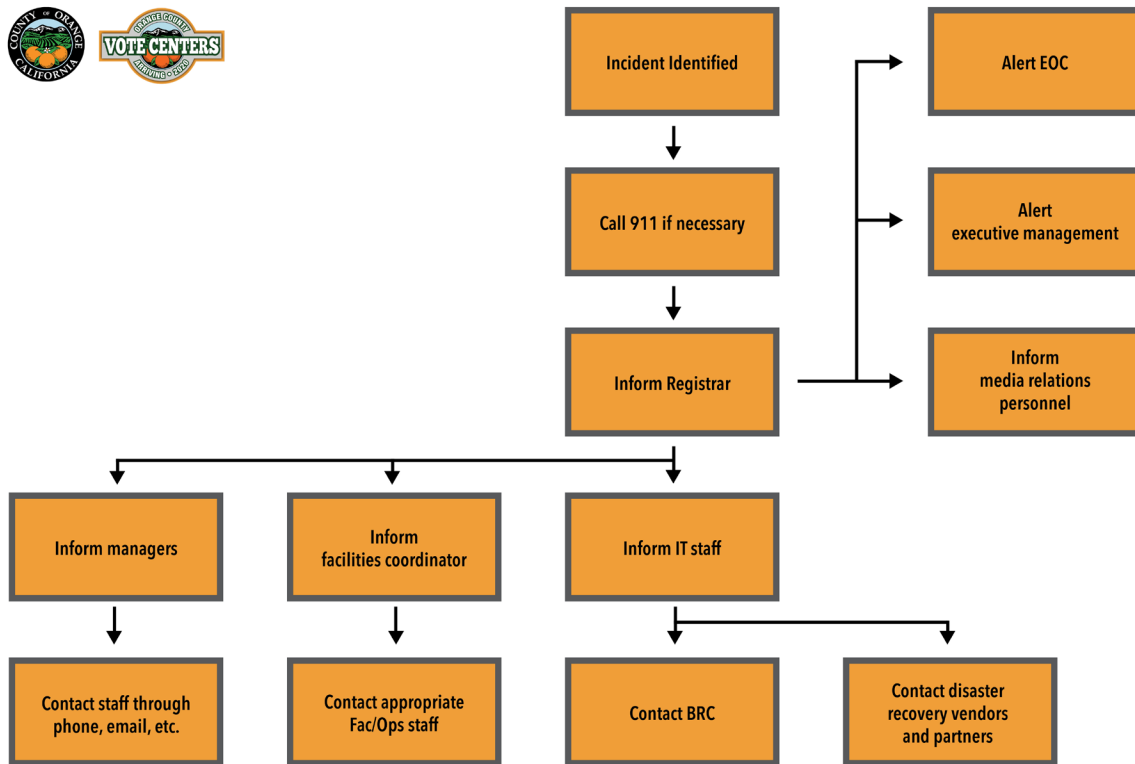 COUNTY OF ORANGE
CALIFORNIA
ORANGE COUNTY
VOTE CENTERS
ARRIVING • 2020
Incident Identified
Alert EOC
Call 911 if necessary
Alert
executive management
Inform Registrar
Inform
media relations
personnel
Inform managers
Inform
facilities coordinator
Inform IT staff
Contact staff through
phone, email, etc.
Contact appropriate
Fac/Ops staff
Contact BRC
Contact disaster
recovery vendors
and partners